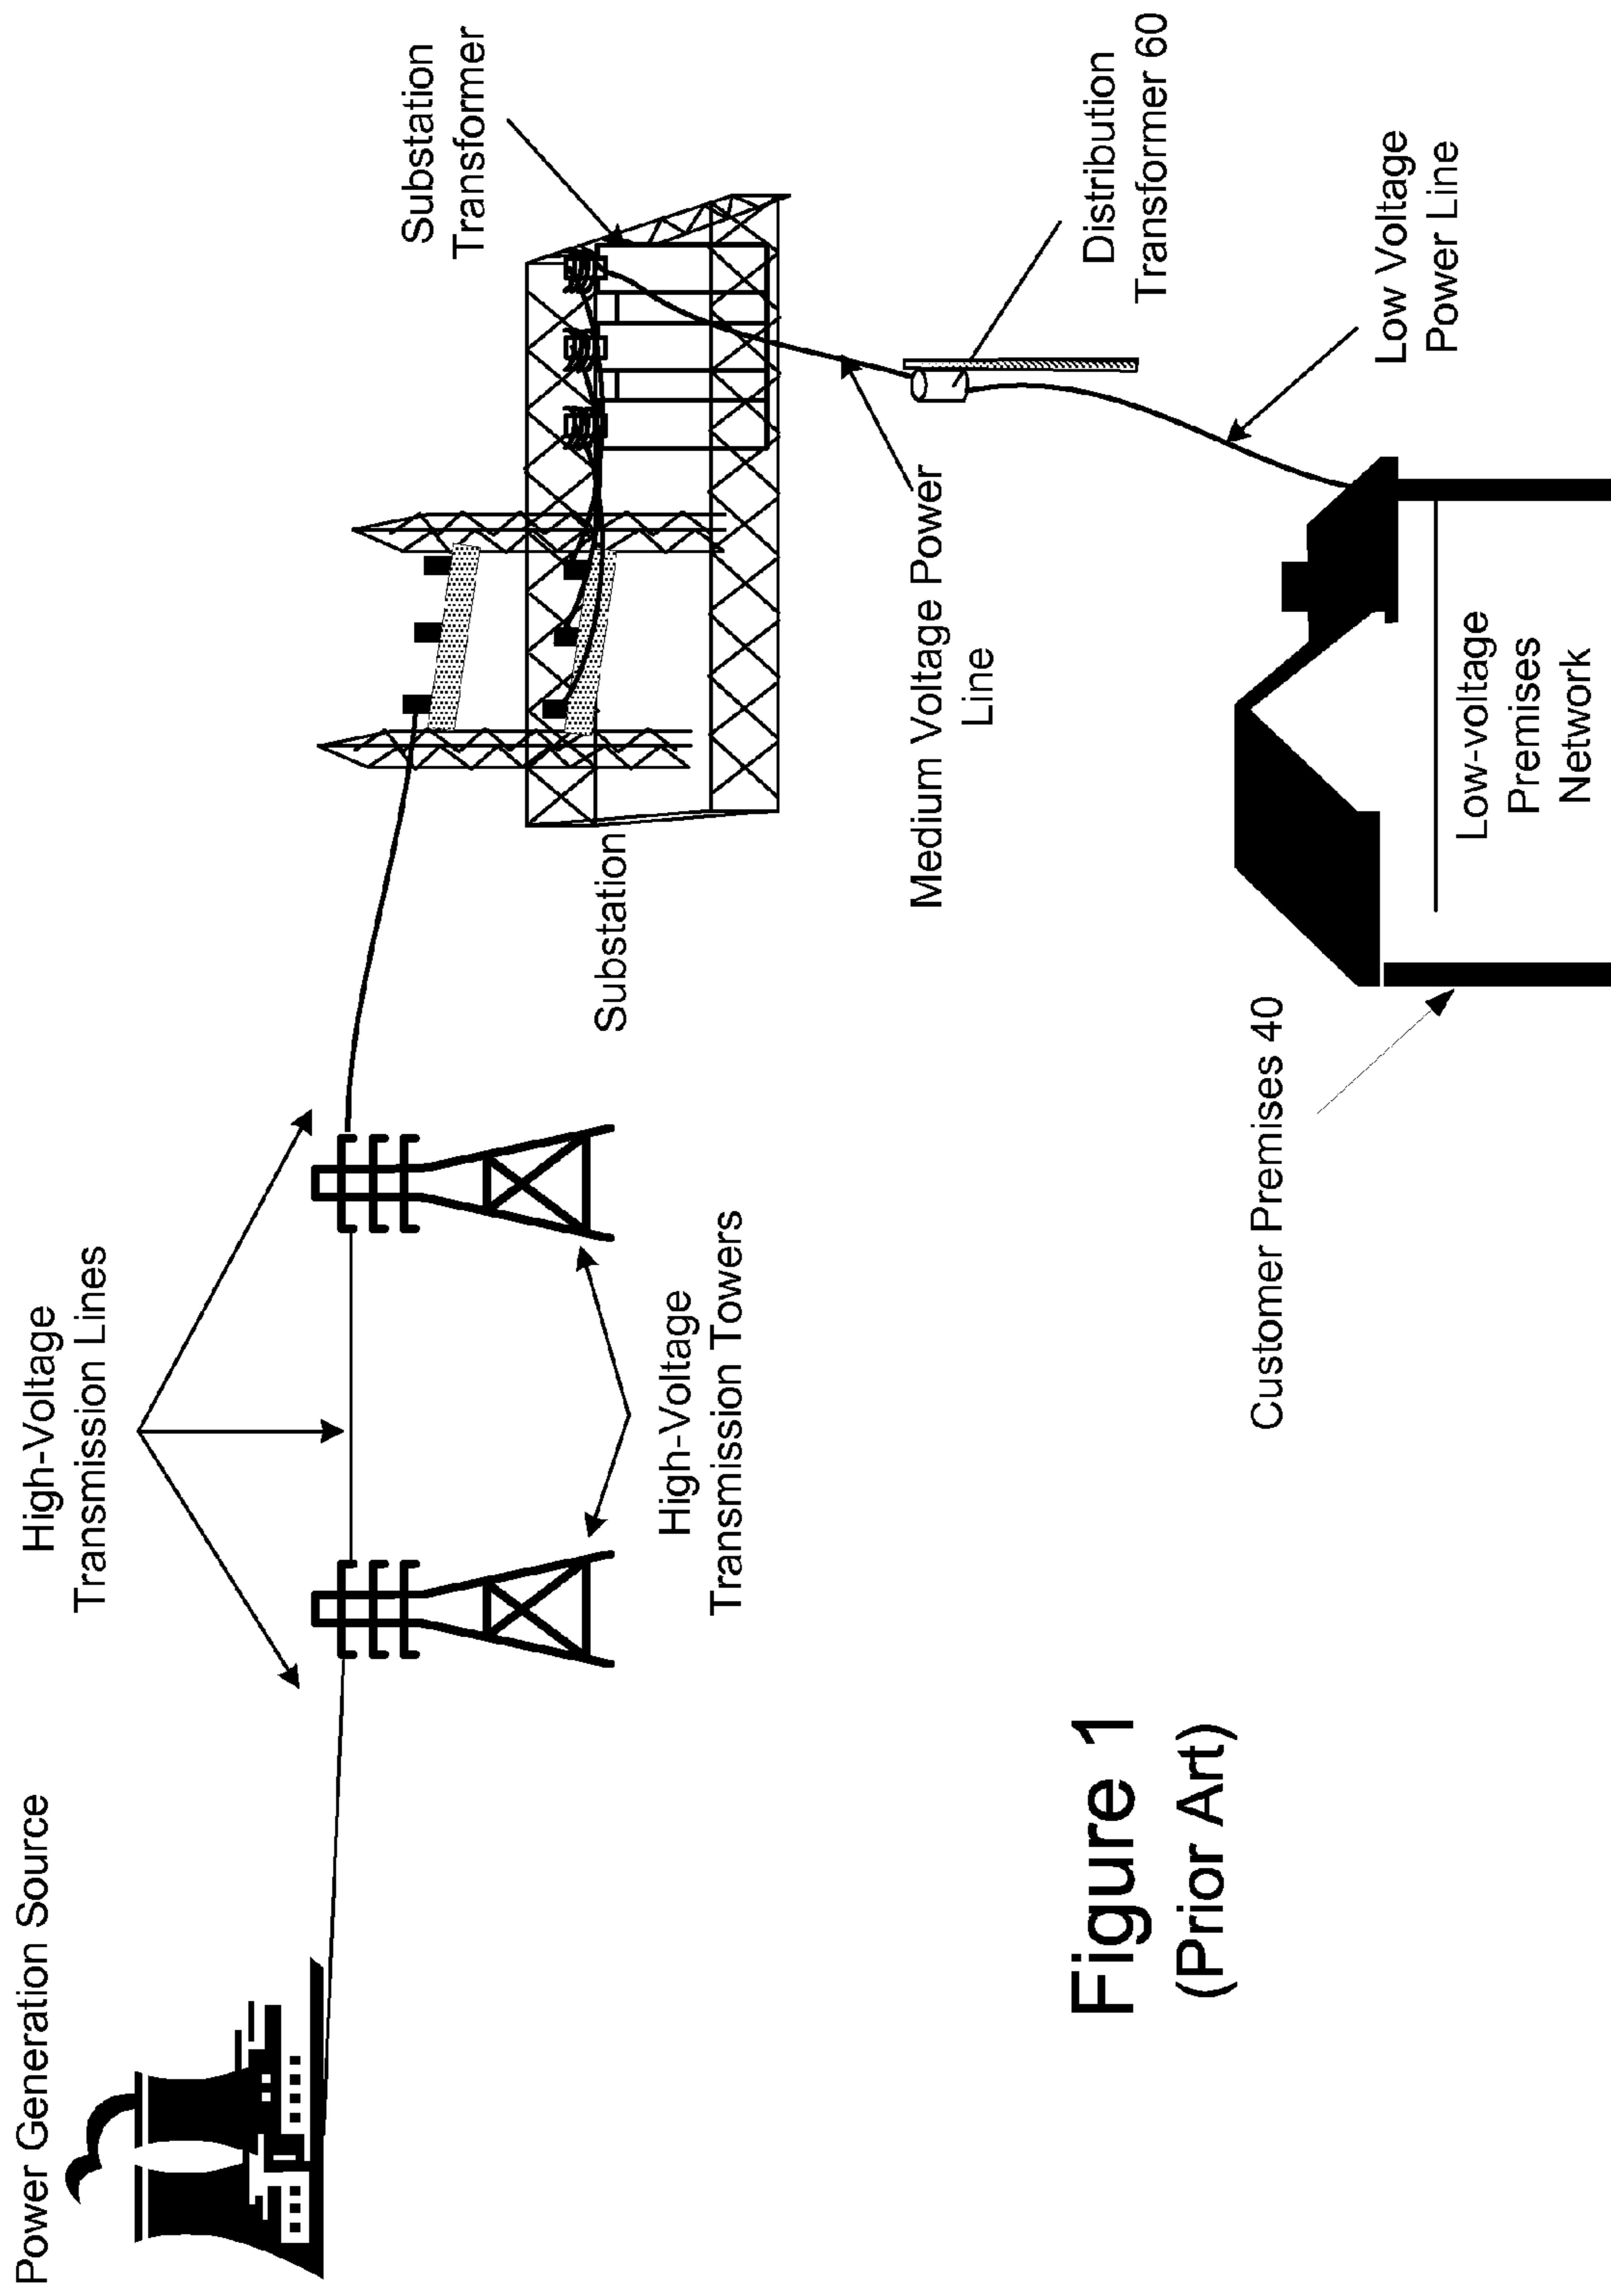 Power Generation Source
High-Voltage
Transmission Lines
High-Voltage
Transmission Towers
Substation
Substation
Transformer
Medium Voltage Power
Line
Distribution
Transformer 60
Low Voltage
Power Line
Customer Premises 40
Low-voltage
Premises
Network
Figure 1
(Prior Art)